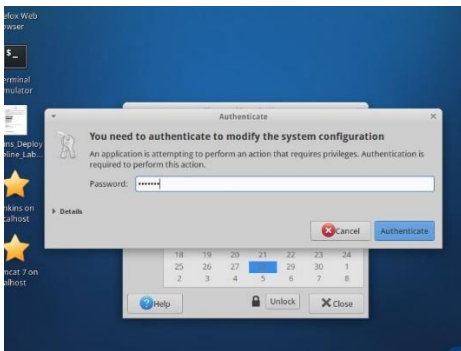 Authenticate
You need to authenticate to modify the system configuration
An application is attempting to perform an action that requires privileges. Authentication is
required to perform this action.
Password: •••••••
Details
Cancel
Authenticate
18 19 20 21 22 23 24
25 26 27 29 30 1
2 3 4 5 6 7 8
Help
Unlock
Close
efox Web
owser
$_
erminal
mulator
ans_Deploy
eline_Lab...
nkins on
calhost
mcat 7 on
alhost